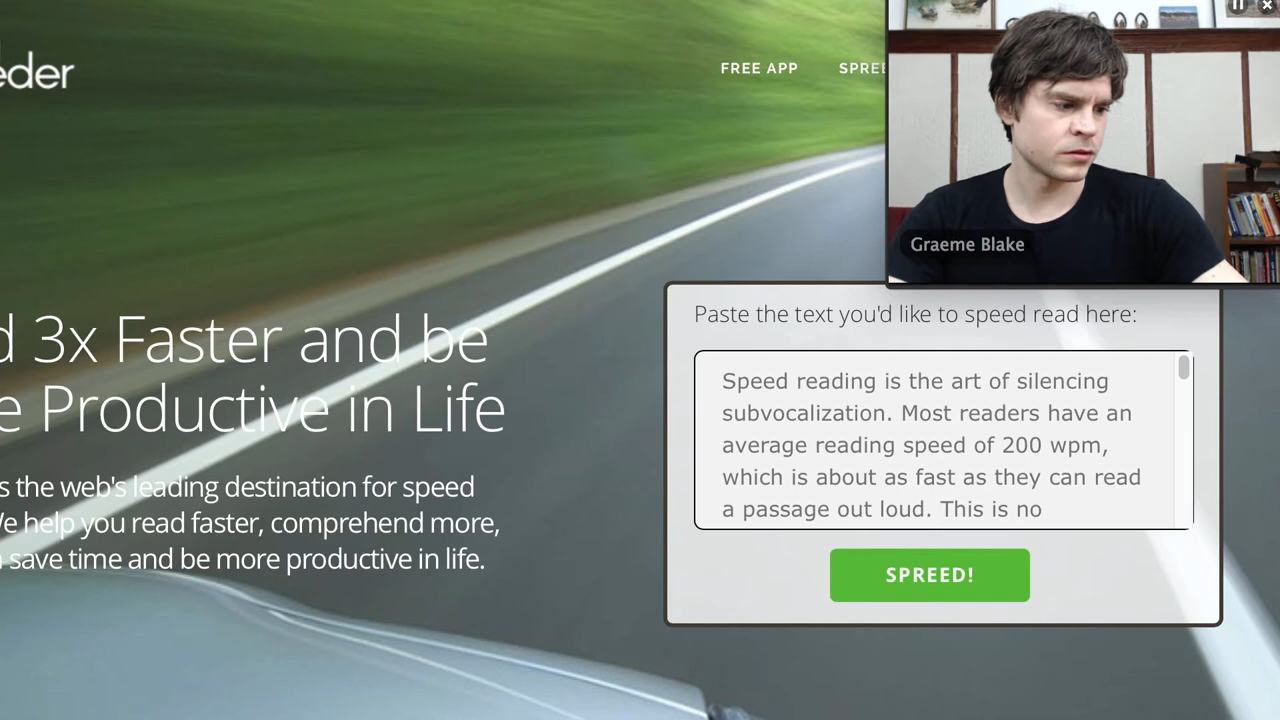 eder
FREE APP SPREE
Graeme Blake
d 3x Faster and be
e Productive in Life
s the web's leading destination for speed
We help you read faster, comprehend more,
save time and be more productive in life.
Paste the text you'd like to speed read here:
Speed reading is the art of silencing
subvocalization. Most readers have an
average reading speed of 200 wpm,
which is about as fast as they can read
a passage out loud. This is no
SPREED!